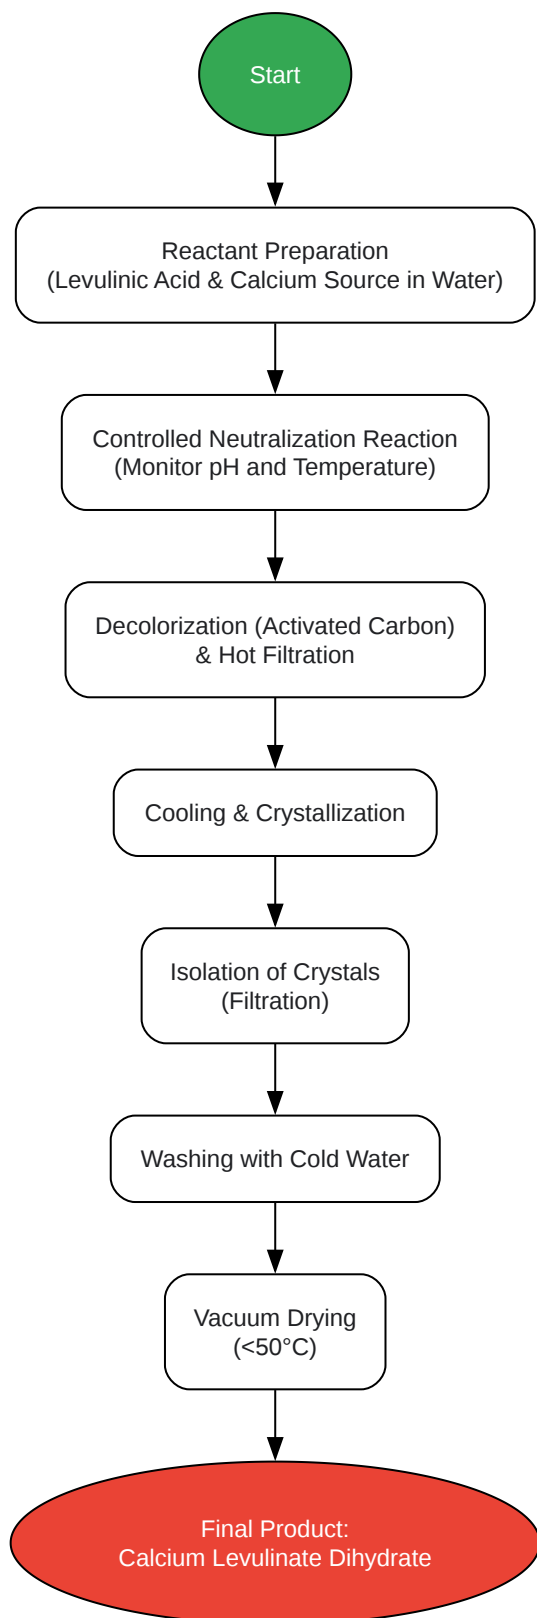 Start
Reactant Preparation
(Levulinic Acid & Calcium Source in Water)
Controlled Neutralization Reaction
(Monitor pH and Temperature)
Decolorization (Activated Carbon)
& Hot Filtration
Cooling & Crystallization
Isolation of Crystals
(Filtration)
Washing with Cold Water
Vacuum Drying
(<50°C)
Final Product:
Calcium Levulinate Dihydrate